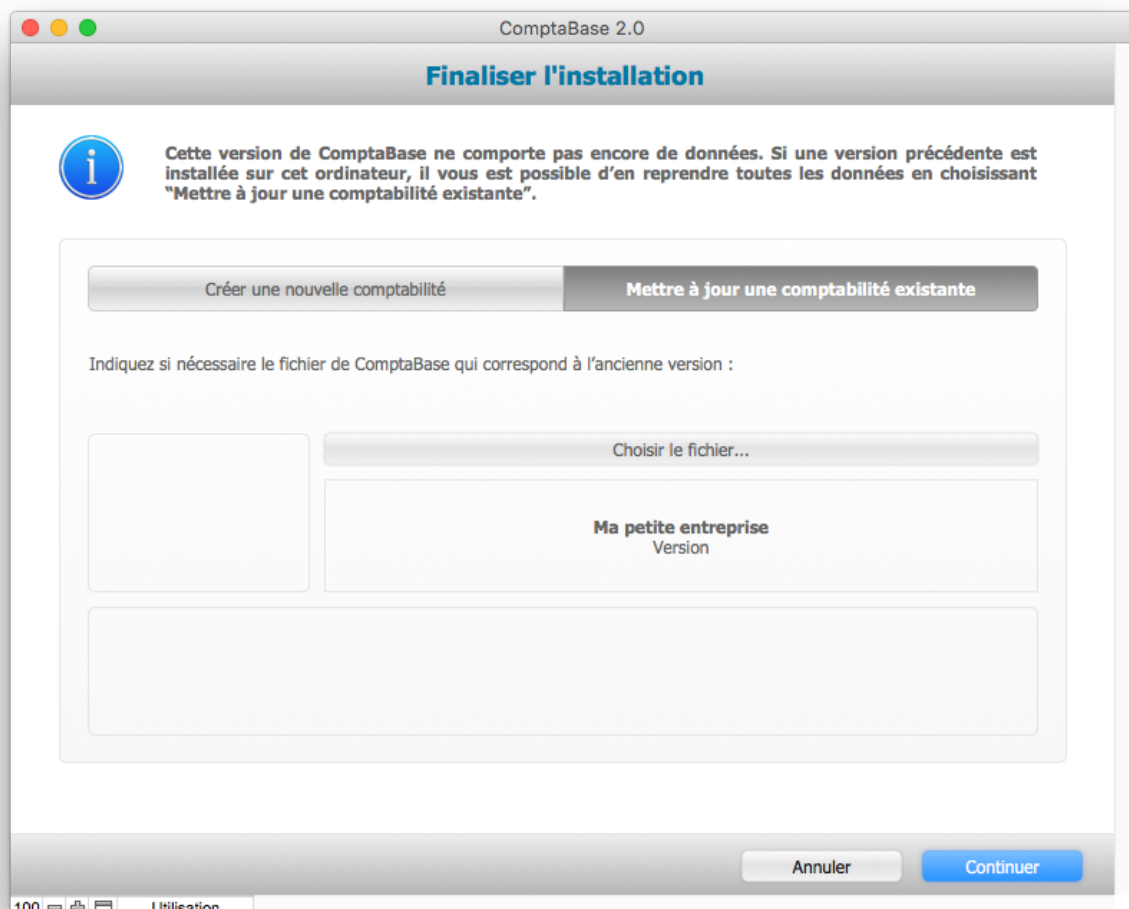 ComptaBase 2.0
Finaliser l'installation
Cette version de ComptaBase ne comporte pas encore de données. Si une version précédente est
installée sur cet ordinateur, il vous est possible d’en reprendre toutes les données en choisissant
“Mettre à jour une comptabilité existante”.
Créer une nouvelle comptabilité
Mettre à jour une comptabilité existante
Indiquez si nécessaire le fichier de ComptaBase qui correspond à l’ancienne version :
Choisir le fichier...
Ma petite entreprise
Version
Annuler
Continuer
100
Utilisation